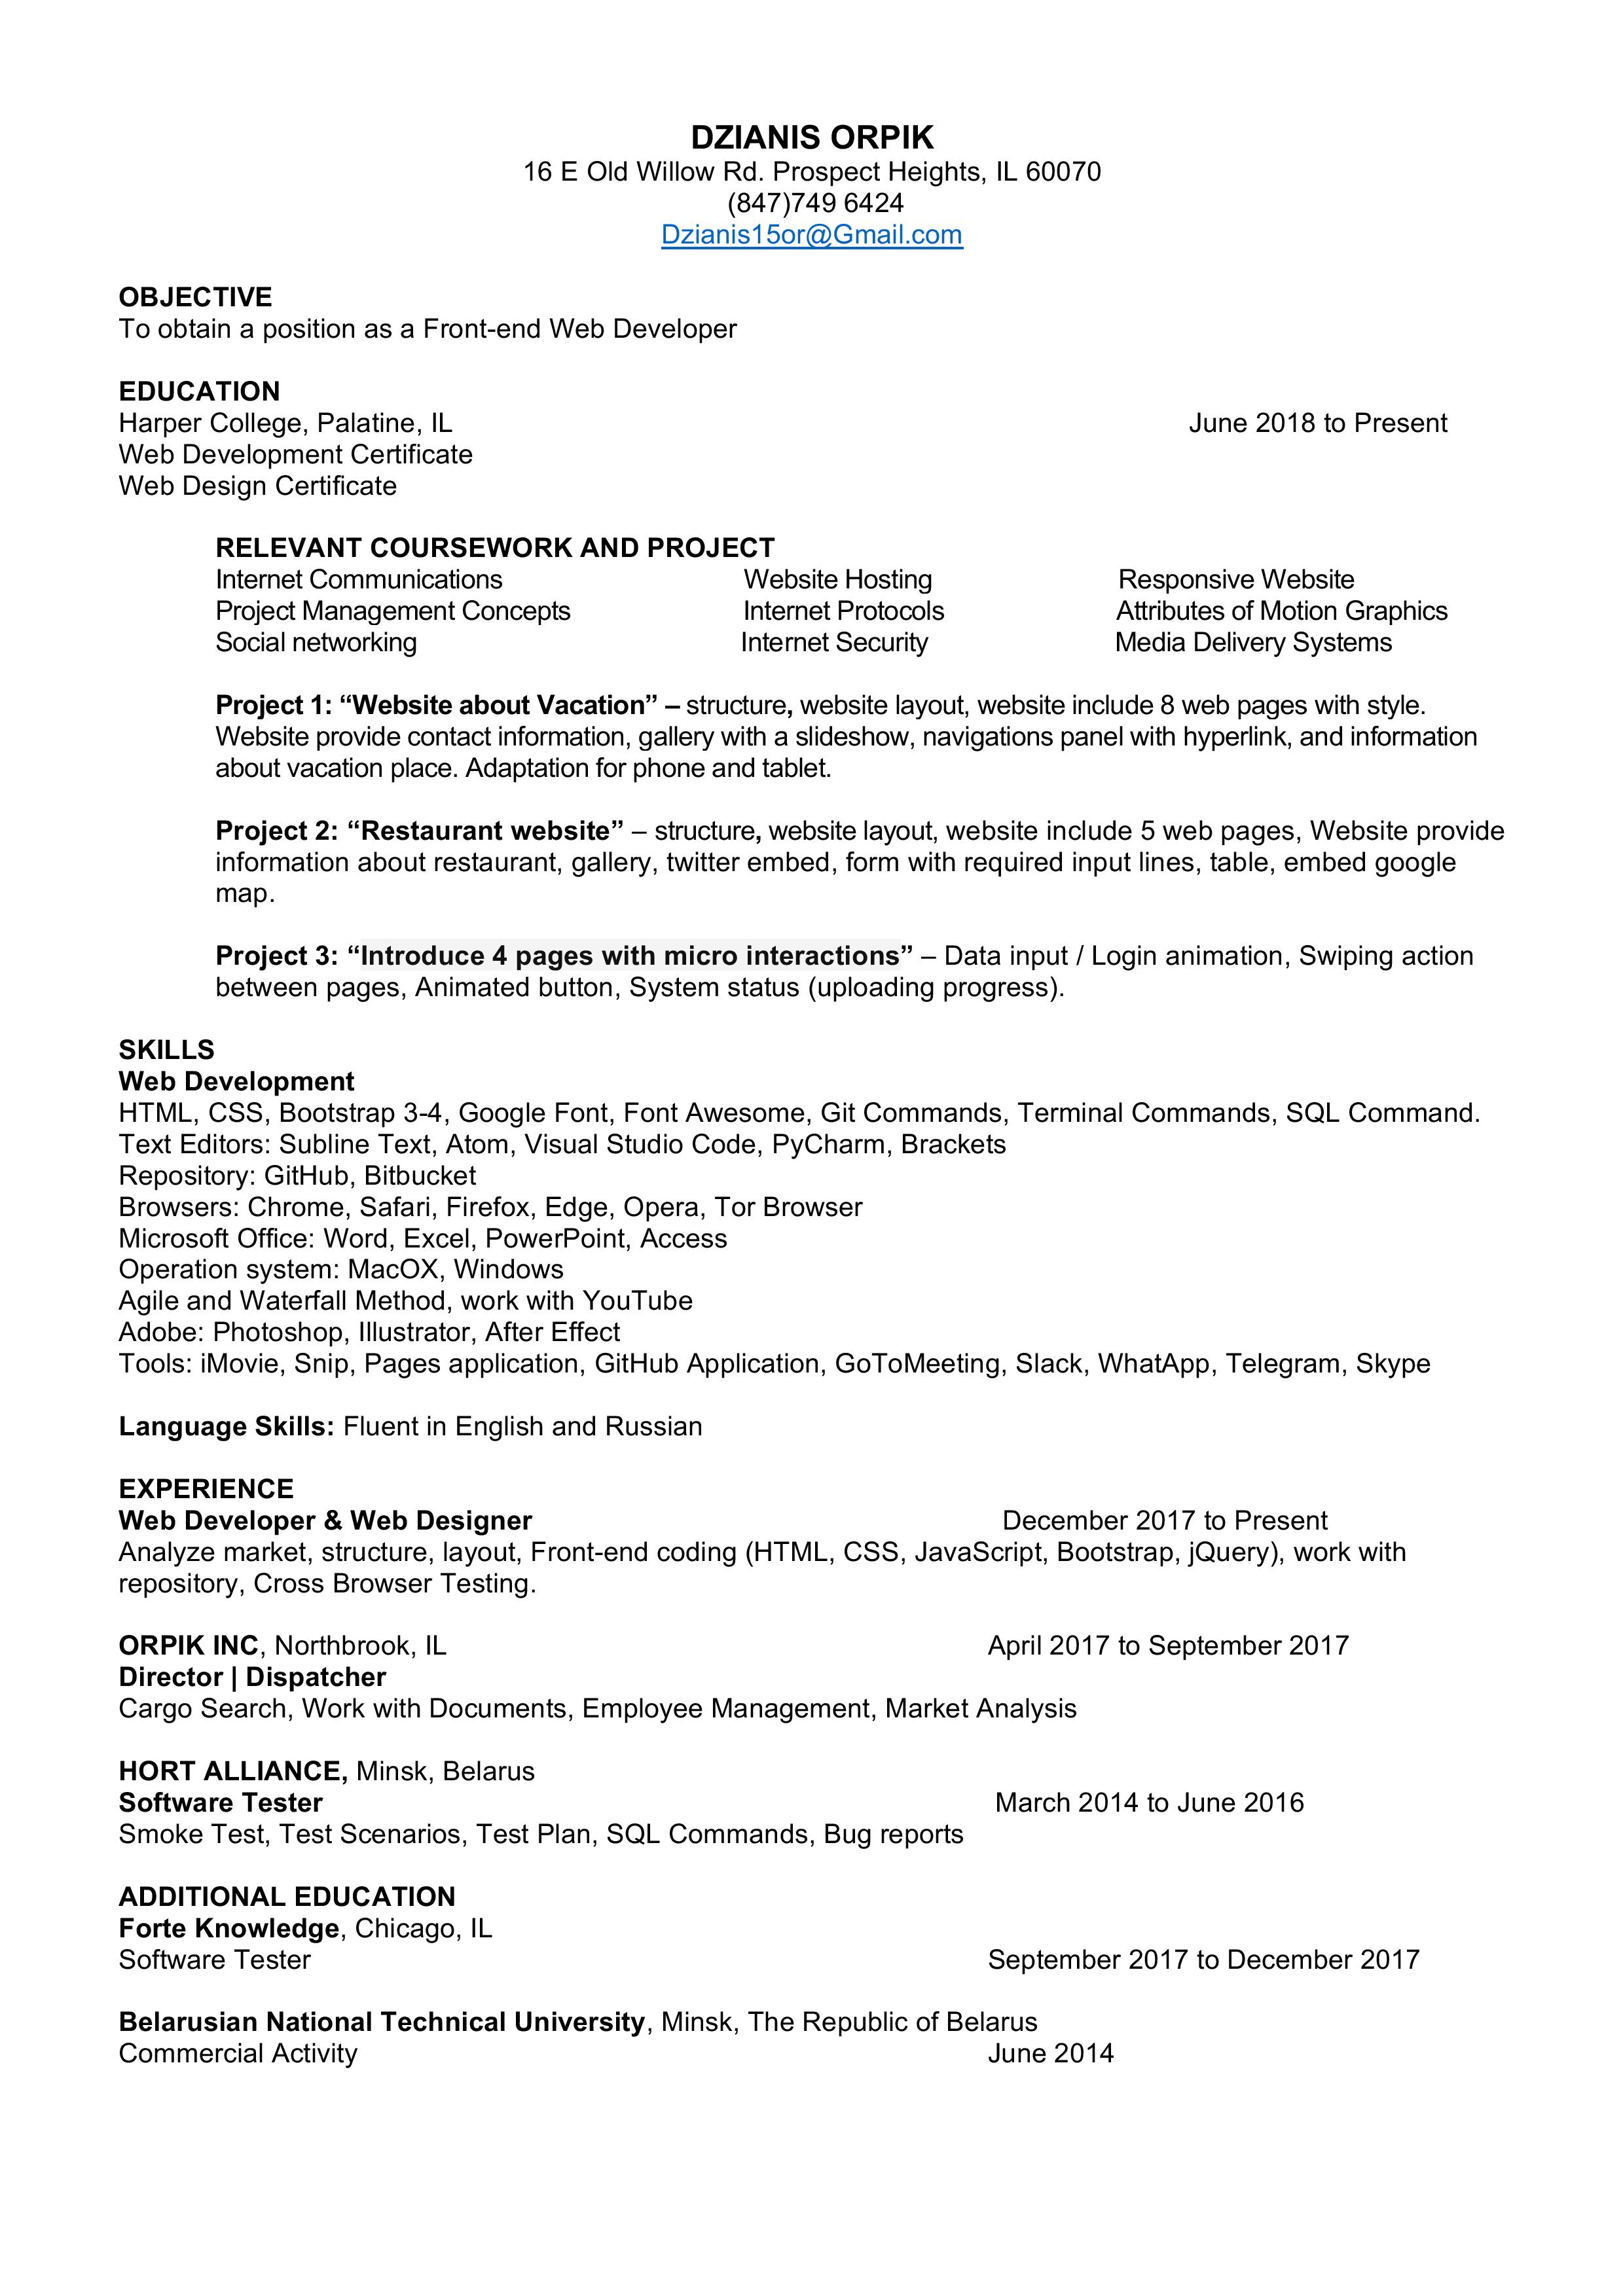 DZIANIS ORPIK
16 E Old Willow Rd. Prospect Heights, IL 60070
(847)749 6424
Dzianis15or@Gmail.com
OBJECTIVE
To obtain a position as a Front-end Web Developer
EDUCATION
Harper College, Palatine, IL June 2018 to Present
Web Development Certificate
Web Design Certificate
RELEVANT COURSEWORK AND PROJECT
Internet Communications Website Hosting Responsive Website
Project Management Concepts Internet Protocols Attributes of Motion Graphics
Social networking Internet Security Media Delivery Systems
Project 1: “Website about Vacation” – structure, website layout, website include 8 web pages with style.
Website provide contact information, gallery with a slideshow, navigations panel with hyperlink, and information
about vacation place. Adaptation for phone and tablet.
Project 2: “Restaurant website” – structure, website layout, website include 5 web pages, Website provide
information about restaurant, gallery, twitter embed, form with required input lines, table, embed google
map.
Project 3: “Introduce 4 pages with micro interactions” – Data input / Login animation, Swiping action
between pages, Animated button, System status (uploading progress).
SKILLS
Web Development
HTML, CSS, Bootstrap 3-4, Google Font, Font Awesome, Git Commands, Terminal Commands, SQL Command.
Text Editors: Subline Text, Atom, Visual Studio Code, PyCharm, Brackets
Repository: GitHub, Bitbucket
Browsers: Chrome, Safari, Firefox, Edge, Opera, Tor Browser
Microsoft Office: Word, Excel, PowerPoint, Access
Operation system: MacOX, Windows
Agile and Waterfall Method, work with YouTube
Adobe: Photoshop, Illustrator, After Effect
Tools: iMovie, Snip, Pages application, GitHub Application, GoToMeeting, Slack, WhatApp, Telegram, Skype
Language Skills: Fluent in English and Russian
EXPERIENCE
Web Developer & Web Designer December 2017 to Present
Analyze market, structure, layout, Front-end coding (HTML, CSS, JavaScript, Bootstrap, jQuery), work with
repository, Cross Browser Testing.
ORPIK INC, Northbrook, IL April 2017 to September 2017
Director | Dispatcher
Cargo Search, Work with Documents, Employee Management, Market Analysis
HORT ALLIANCE, Minsk, Belarus
Software Tester March 2014 to June 2016
Smoke Test, Test Scenarios, Test Plan, SQL Commands, Bug reports
ADDITIONAL EDUCATION
Forte Knowledge, Chicago, IL
Software Tester September 2017 to December 2017
Belarusian National Technical University, Minsk, The Republic of Belarus
Commercial Activity June 2014